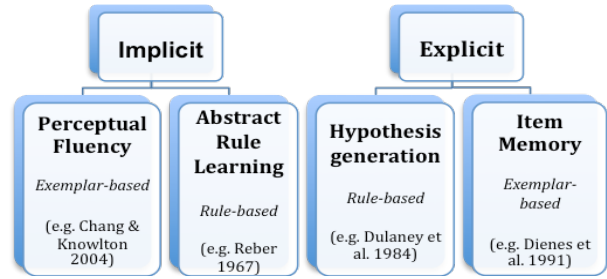 Implicit
Explicit
Perceptual
Fluency
Exemplar-based
(e.g. Chang &
Knowlton
2004)
Abstract
Rule
Learning
Rule-based
(e.g. Reber
1967)
Hypothesis
generation
Rule-based
(e.g. Dulaney et
al. 1984)
Item
Memory
Exemplar-
based
(e.g. Dienes et
al. 1991)